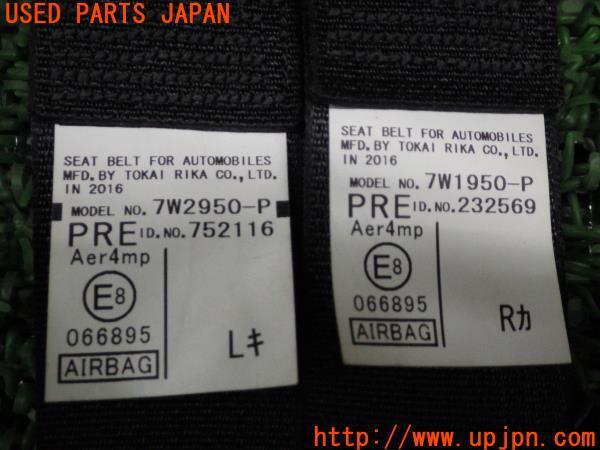 USED PARTS JAPAN
SEAT BELT FOR AUTOMOBILES
MFD. BY TOKAI RIKA CO., LTD.
IN 2016
MODEL NO. 7W2950-P
PRE ID.NO.752116
Aer4mp
E8
066895
AIRBAG
Lキ
SEAT BELT FOR AUTOMOBILES
MFD. BY TOKAI RIKA CO., LTD.
IN 2016
MODEL NO. 7W1950-P
PRE ID.NO.232569
Aer4mp
E8
066895
AIRBAG
Rカ
http://www.upjpn.com